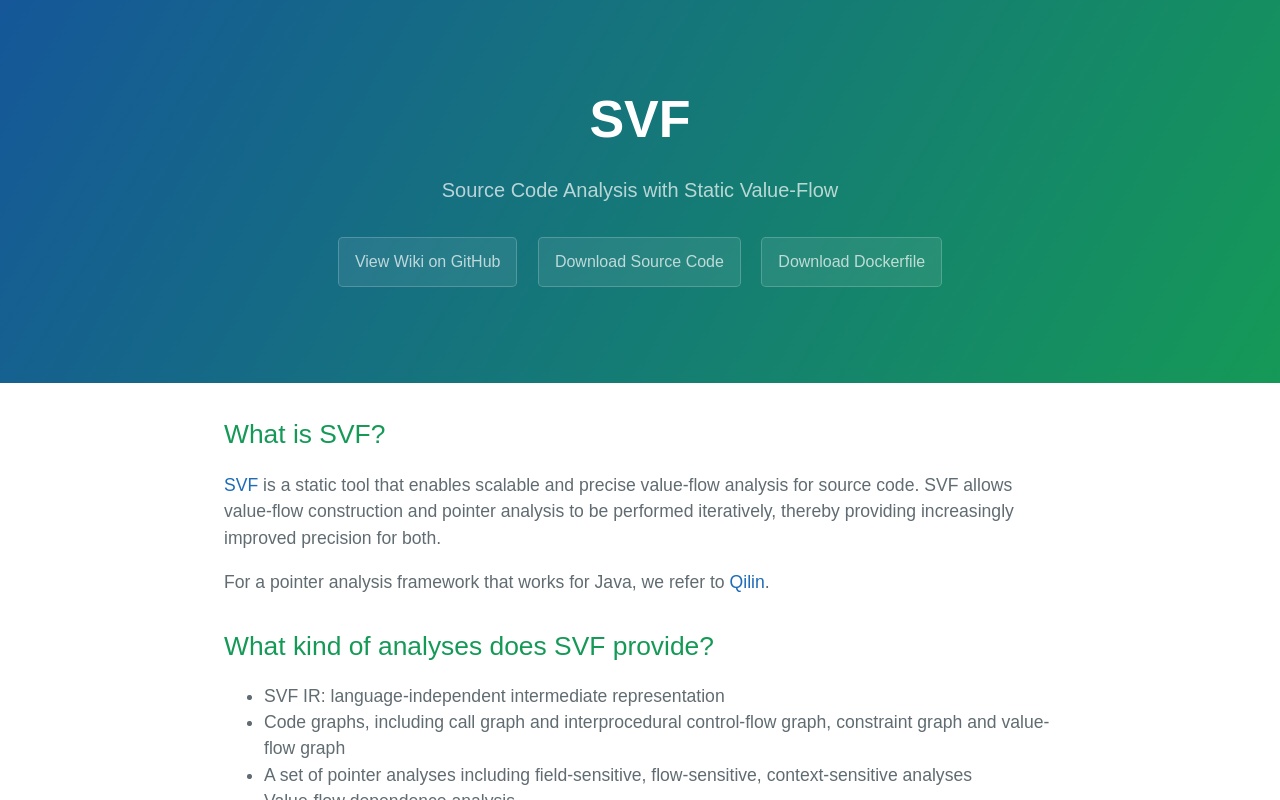 SVF
Source Code Analysis with Static Value-Flow
View Wiki on GitHub
Download Source Code
Download Dockerfile
What is SVF?
SVF is a static tool that enables scalable and precise value-flow analysis for source code. SVF allows
value-flow construction and pointer analysis to be performed iteratively, thereby providing increasingly
improved precision for both.
For a pointer analysis framework that works for Java, we refer to Qilin.
What kind of analyses does SVF provide?
SVF IR: language-independent intermediate representation
Code graphs, including call graph and interprocedural control-flow graph, constraint graph and value-
flow graph
A set of pointer analyses including field-sensitive, flow-sensitive, context-sensitive analyses
Value-flow dependence analysis